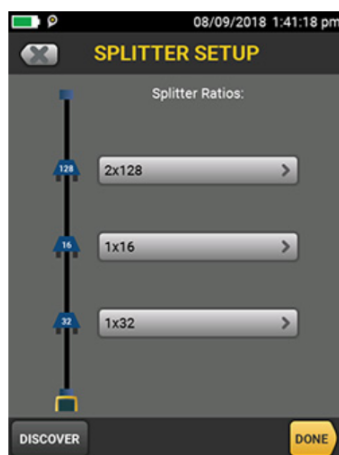 08/09/2018 1:41:18 pm
SPLITTER SETUP
Splitter Ratios:
128
2x128
16
1x16
32
1x32
DISCOVER
DONE